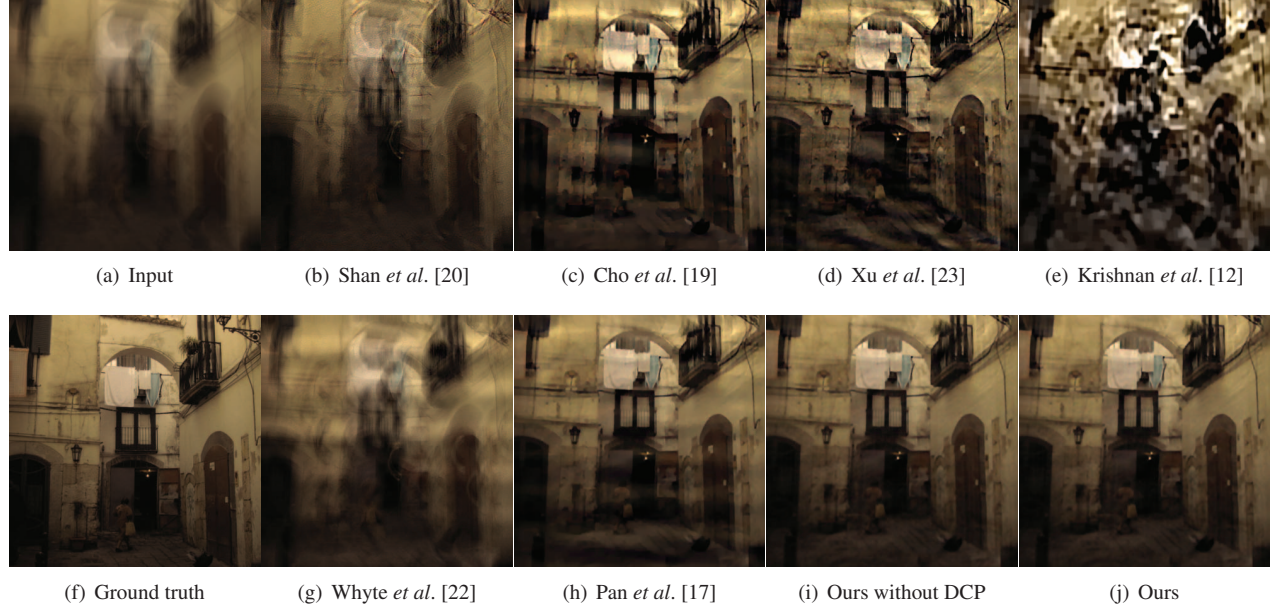 (a) Input
(b) Shan et al. [20]
(c) Cho et al. [19]
(d) Xu et al. [23]
(e) Krishnan et al. [12]
(f) Ground truth
(g) Whyte et al. [22]
(h) Pan et al. [17]
(i) Ours without DCP
(j) Ours